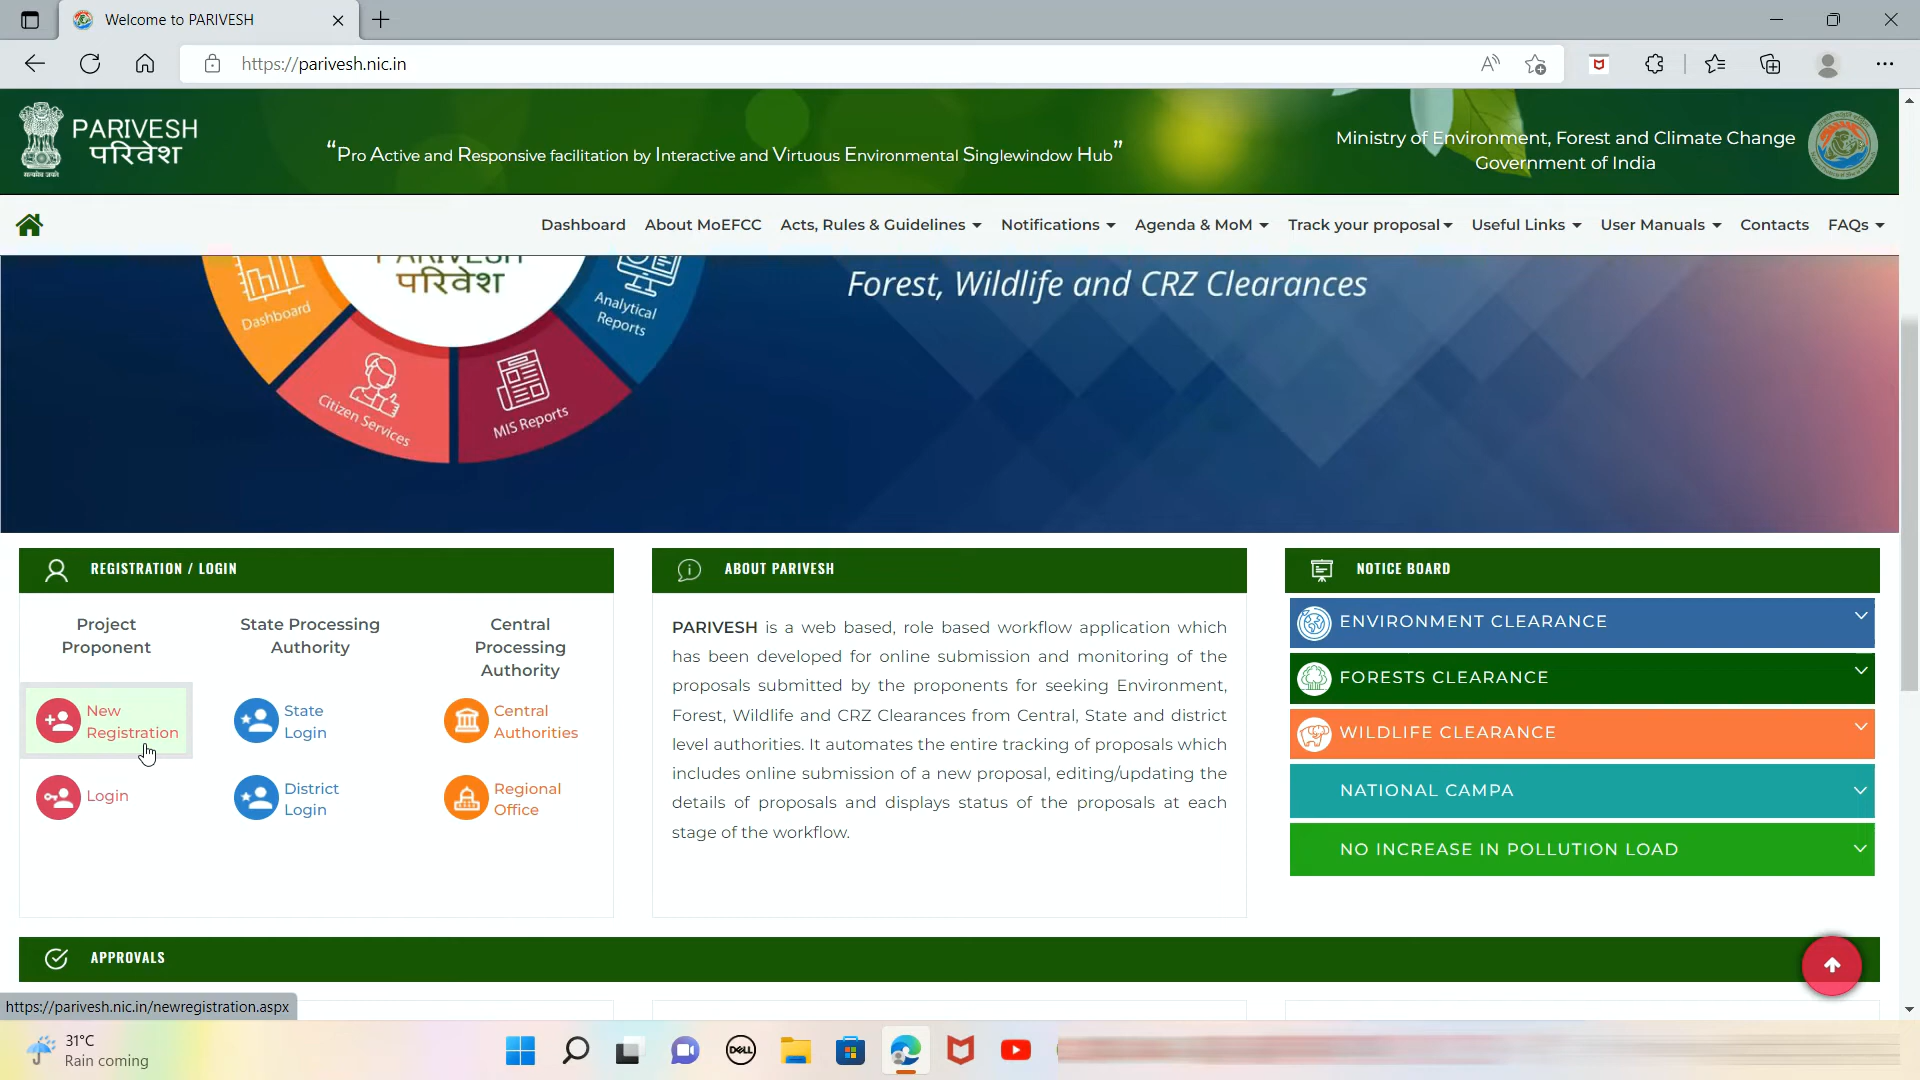 Welcome to PARIVESH
https://parivesh.nic.in
PARIVESH
परिवेश
सत्यमेव जयते
“Pro Active and Responsive facilitation by Interactive and Virtuous Environmental Singlewindow Hub”
Ministry of Environment, Forest and Climate Change
Government of India
Dashboard About MoEFCC Acts, Rules & Guidelines Notifications Agenda & MoM Track your proposal Useful Links User Manuals Contacts FAQs
PARIVESH
परिवेश
Dashboard
Citizen Services
MIS Reports
Analytical
Reports
Forest, Wildlife and CRZ Clearances
REGISTRATION / LOGIN
Project
Proponent
State Processing
Authority
Central
Processing
Authority
New
Registration
State
Login
Central
Authorities
Login
District
Login
Regional
Office
ABOUT PARIVESH
PARIVESH is a web based, role based workflow application which
has been developed for online submission and monitoring of the
proposals submitted by the proponents for seeking Environment,
Forest, Wildlife and CRZ Clearances from Central, State and district
level authorities. It automates the entire tracking of proposals which
includes online submission of a new proposal, editing/updating the
details of proposals and displays status of the proposals at each
stage of the workflow.
NOTICE BOARD
ENVIRONMENT CLEARANCE
FORESTS CLEARANCE
WILDLIFE CLEARANCE
NATIONAL CAMPA
NO INCREASE IN POLLUTION LOAD
APPROVALS
https://parivesh.nic.in/newregistration.aspx
31°C
Rain coming
DELL